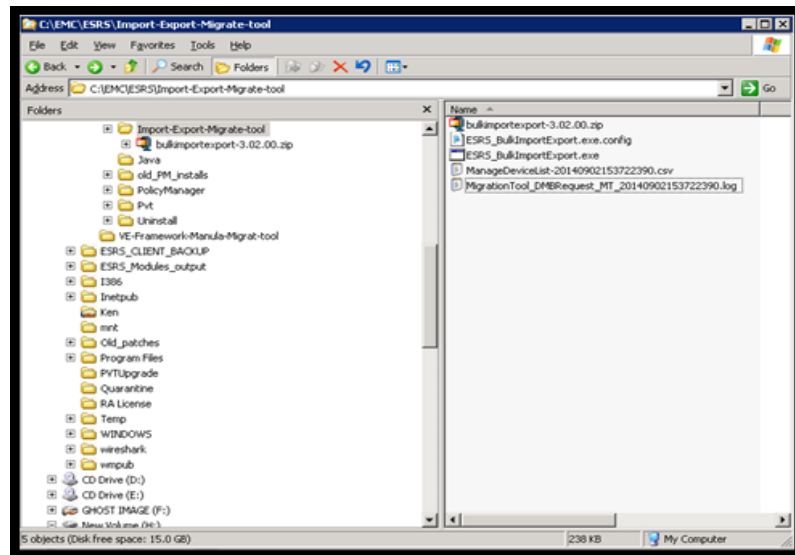 C:\EMC\ESRS\Import-Export-Migrate-tool
File Edit View Favorites Tools Help
Back Search Folders
Address C:\EMC\ESRS\Import-Export-Migrate-tool Go
Folders
Import-Export-Migrate-tool
bulkimportexport-3.02.00.zip
Java
old_PM_installs
PolicyManager
Pvt
Uninstall
VE-Framework-Manula-Migrat-tool
ESRS_CLIENT_BACKUP
ESRS_Modules_output
I386
Inetpub
Ken
mnt
Old_patches
Program Files
PVTUpgrade
Quarantine
RA License
Temp
WINDOWS
wireshark
wmpub
CD Drive (D:)
CD Drive (E:)
GHOST IMAGE (F:)
New Volume (H:)
Name
bulkimportexport-3.02.00.zip
ESRS_BulkImportExport.exe.config
ESRS_BulkImportExport.exe
ManageDeviceList-20140902153722390.csv
MigrationTool_DMBRequest_MT_20140902153722390.log
5 objects (Disk free space: 15.0 GB) 238 KB My Computer